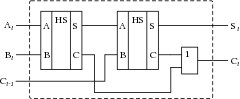 HS HS
A_i A S A S S_i
B_i B C B C 1
C_i
C_{i-1}